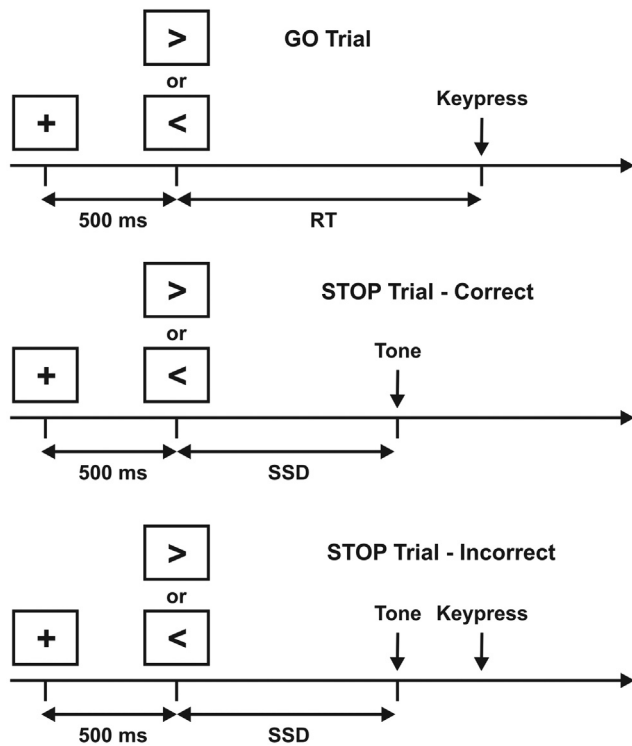 >
GO Trial
or
+
<
Keypress
500 ms
RT
>
STOP Trial - Correct
or
+
<
Tone
500 ms
SSD
>
STOP Trial - Incorrect
or
+
<
Tone Keypress
500 ms
SSD